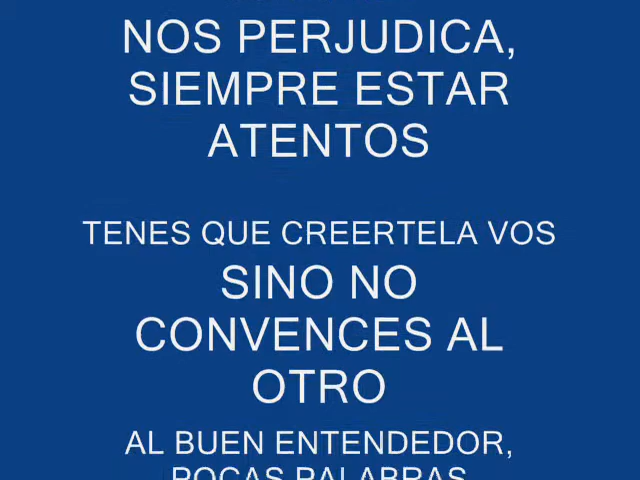 NOS PERJUDICA,
SIEMPRE ESTAR
ATENTOS
TENES QUE CREERTELA VOS
SINO NO
CONVENCES AL
OTRO
AL BUEN ENTENDEDOR,
POCAS PALABRAS